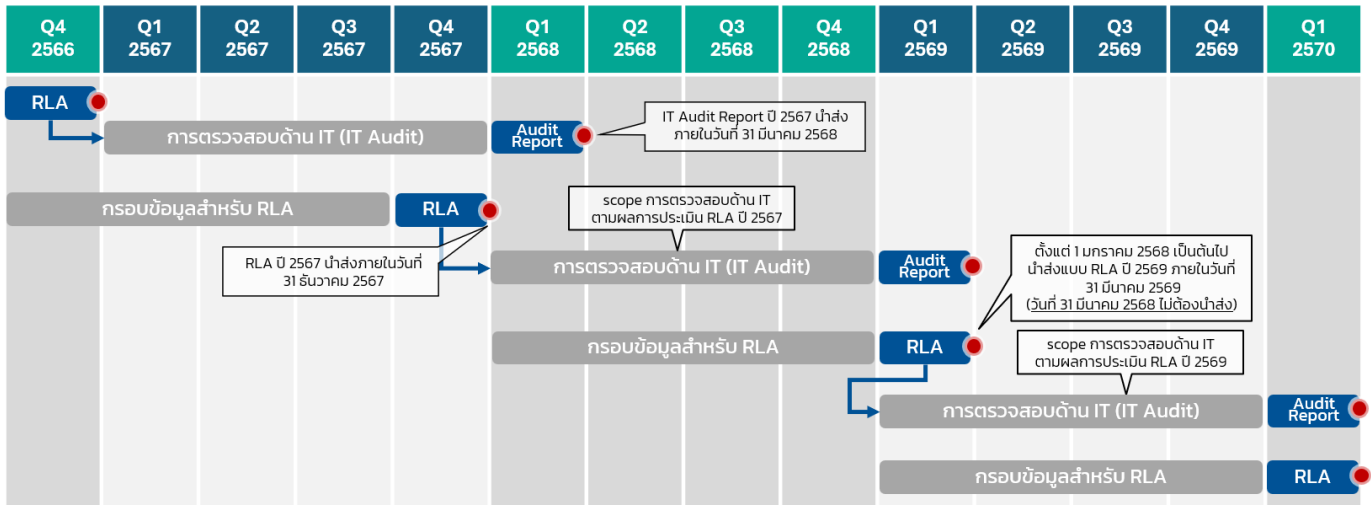 Q4 Q1 Q2 Q3 Q4 Q1 Q2 Q3 Q4 Q1 Q2 Q3 Q4 Q1
2566 2567 2567 2567 2567 2568 2568 2568 2568 2569 2569 2569 2569 2570
RLA
การตรวจสอบด้าน IT (IT Audit)
Audit
Report
IT Audit Report ปี 2567 นำส่ง
ภายในวันที่ 31 มีนาคม 2568
กรอบข้อมูลสำหรับ RLA
RLA
scope การตรวจสอบด้าน IT
ตามผลการประเมิน RLA ปี 2567
RLA ปี 2567 นำส่งภายในวันที่
31 ธันวาคม 2567
การตรวจสอบด้าน IT (IT Audit)
Audit
Report
ตั้งแต่ 1 มกราคม 2568 เป็นต้นไป
นำส่งแบบ RLA ปี 2569 ภายในวันที่
31 มีนาคม 2569
(วันที่ 31 มีนาคม 2568 ไม่ต้องนำส่ง)
กรอบข้อมูลสำหรับ RLA
RLA
scope การตรวจสอบด้าน IT
ตามผลการประเมิน RLA ปี 2569
การตรวจสอบด้าน IT (IT Audit)
Audit
Report
กรอบข้อมูลสำหรับ RLA
RLA